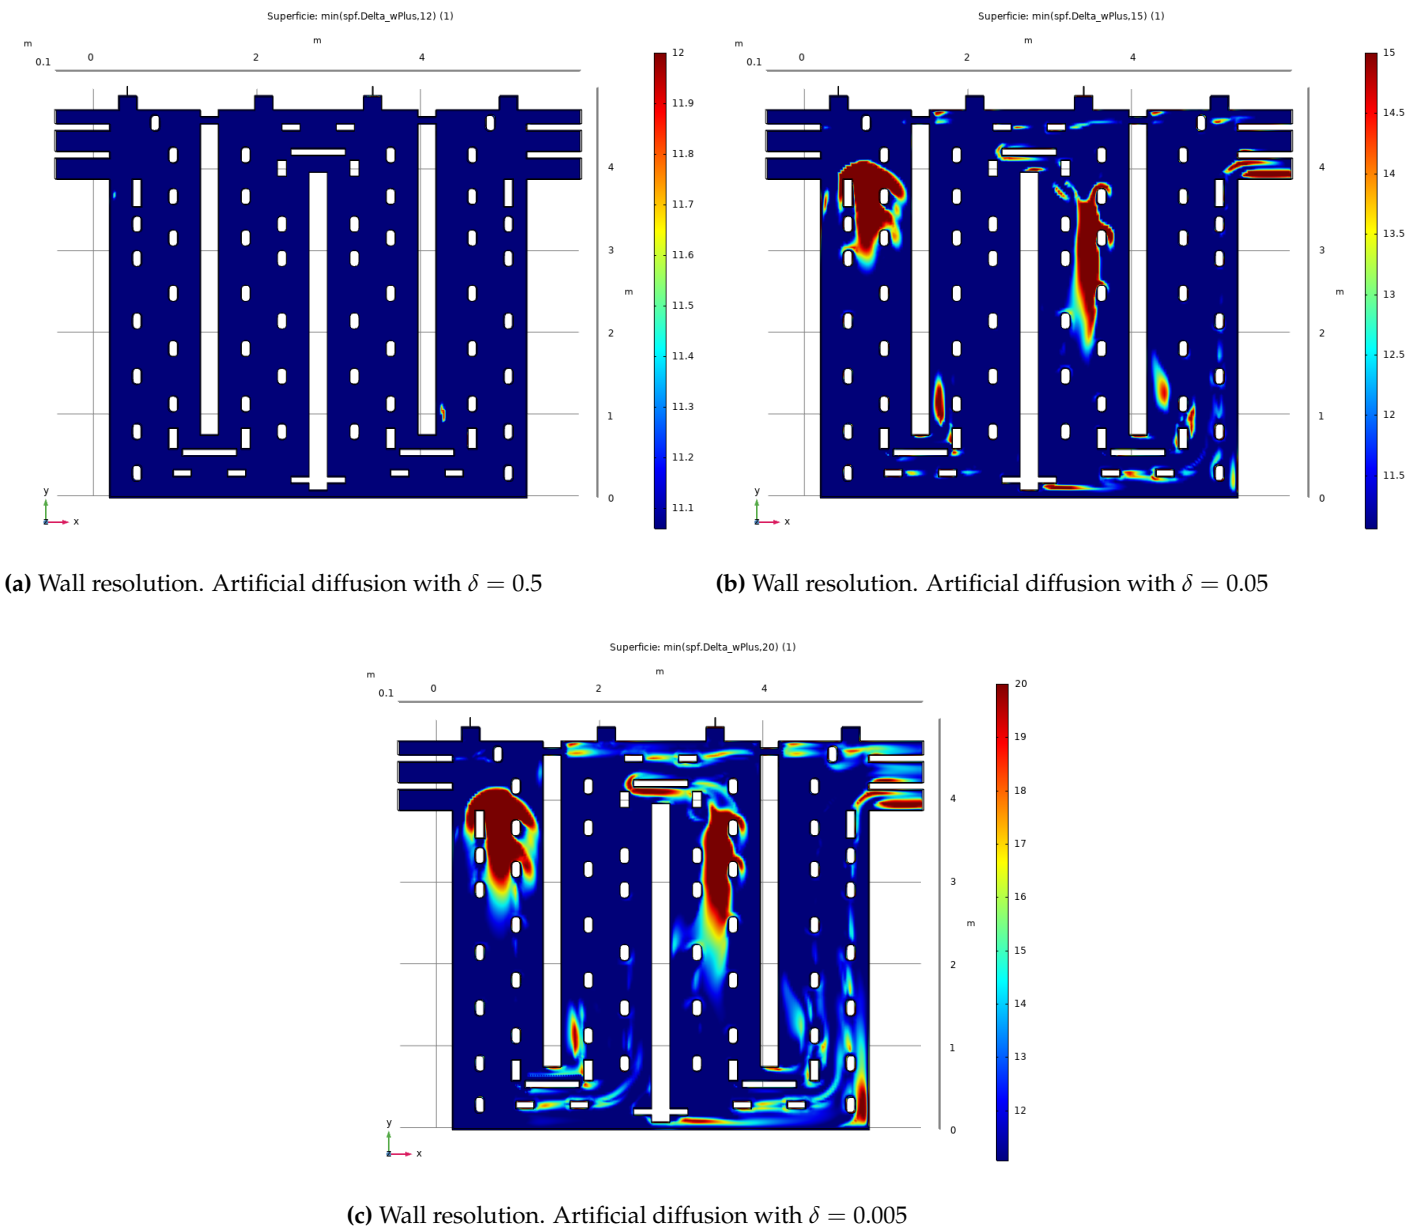 Superficie: min(spf.Delta_wPlus,12) (1)
m
m
0.1
0
2
4
12
11.9
11.8
11.7
11.6
11.5
11.4
11.3
11.2
11.1
4
3
m
2
1
0
y
z
x
(a) Wall resolution. Artificial diffusion with δ = 0.5
Superficie: min(spf.Delta_wPlus,15) (1)
m
m
0.1
0
2
4
15
14.5
14
13.5
13
12.5
12
11.5
4
3
m
2
1
0
y
z
x
(b) Wall resolution. Artificial diffusion with δ = 0.05
Superficie: min(spf.Delta_wPlus,20) (1)
m
m
0.1
0
2
4
20
19
18
17
16
15
14
13
12
4
3
m
2
1
0
y
z
x
(c) Wall resolution. Artificial diffusion with δ = 0.005